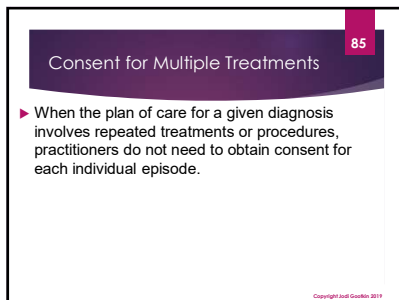 85
Consent for Multiple Treatments
When the plan of care for a given diagnosis
involves repeated treatments or procedures,
practitioners do not need to obtain consent for
each individual episode.
Copyright Jodi Goodkin 2019